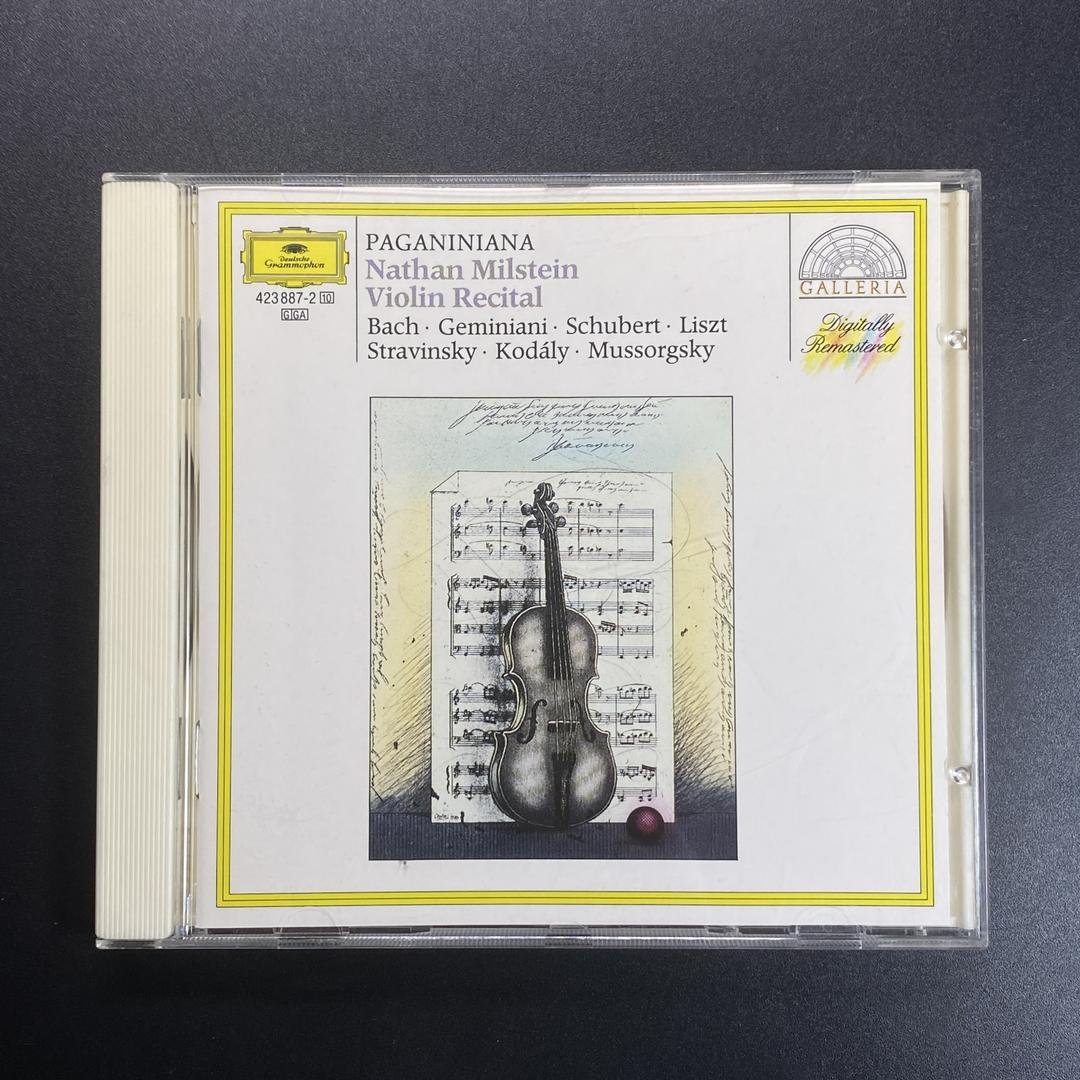 Deutsche
Grammophon
423 887-2 10
GGA
PAGANINIANA
Nathan Milstein
Violin Recital
Bach · Geminiani · Schubert · Liszt
Stravinsky · Kodály · Mussorgsky
GALLERIA
Digitally
Remastered